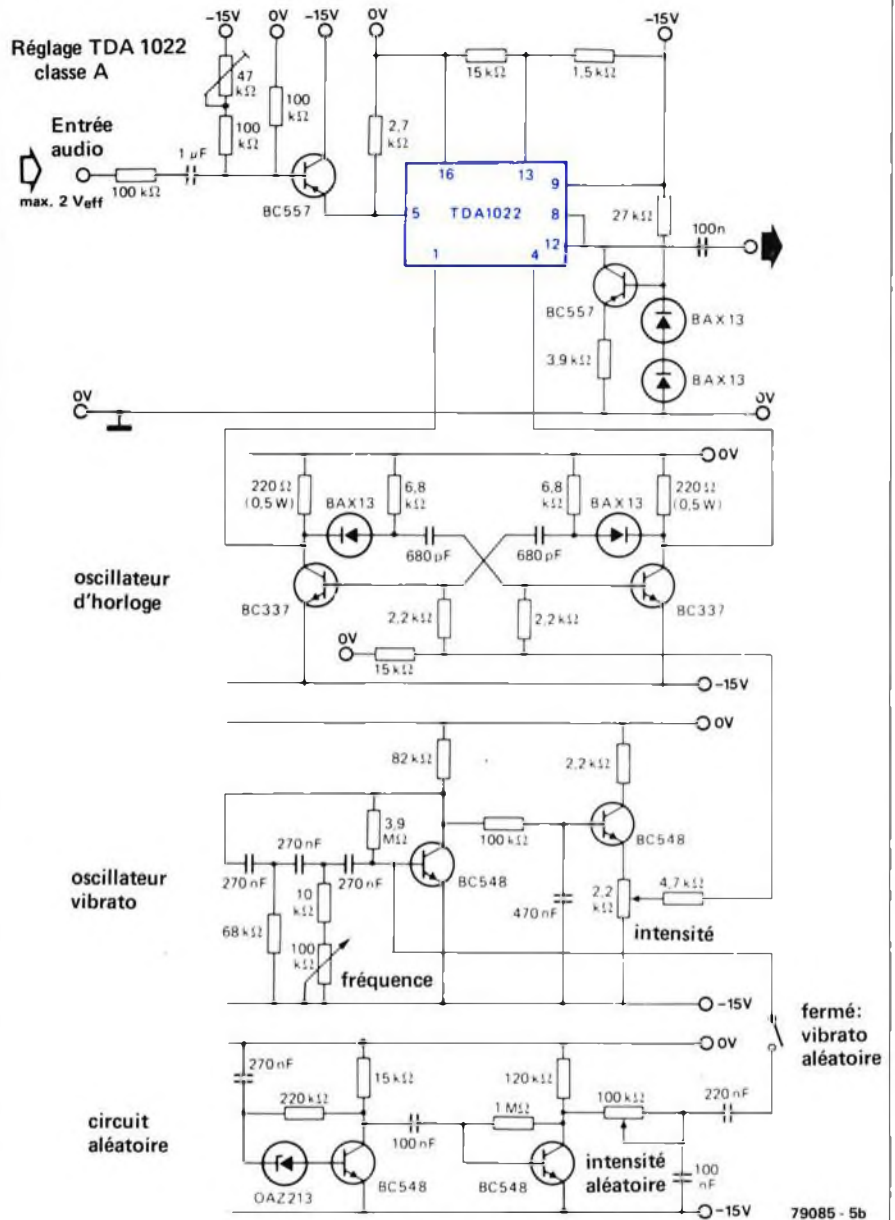 -15V
0V
-15V
0V
-15V
Réglage TDA 1022
classe A
47
kΩ
100
kΩ
100
kΩ
2,7
kΩ
15 kΩ
1,5kΩ
Entrée
audio
max. 2 Veff
100 kΩ
1 µF
BC557
16
13
9
5
TDA1022
8
12
1
4
27 kΩ
100n
BC557
BAX13
3,9 kΩ
BAX13
0V
0V
0V
220 Ω
(0,5 W)
BAX13
6,8
kΩ
6,8
kΩ
BAX13
220 Ω
(0,5W)
680 pF
680 pF
oscillateur
d'horloge
BC337
2,2 kΩ
2,2 kΩ
BC337
0V
15 kΩ
-15V
0V
82 kΩ
2,2 kΩ
3,9
MΩ
100kΩ
BC548
270 nF
270 nF
270 nF
BC548
oscillateur
vibrato
68 kΩ
10
kΩ
100
kΩ
fréquence
470 nF
2,2
kΩ
4,7 kΩ
intensité
-15V
fermé:
vibrato
aléatoire
0V
270 nF
15 kΩ
120 kΩ
220 kΩ
100 nF
1 MΩ
100 kΩ
220 nF
circuit
aléatoire
OAZ213
BC548
BC548
intensité
aléatoire
100
nF
-15V
79085 - 5b